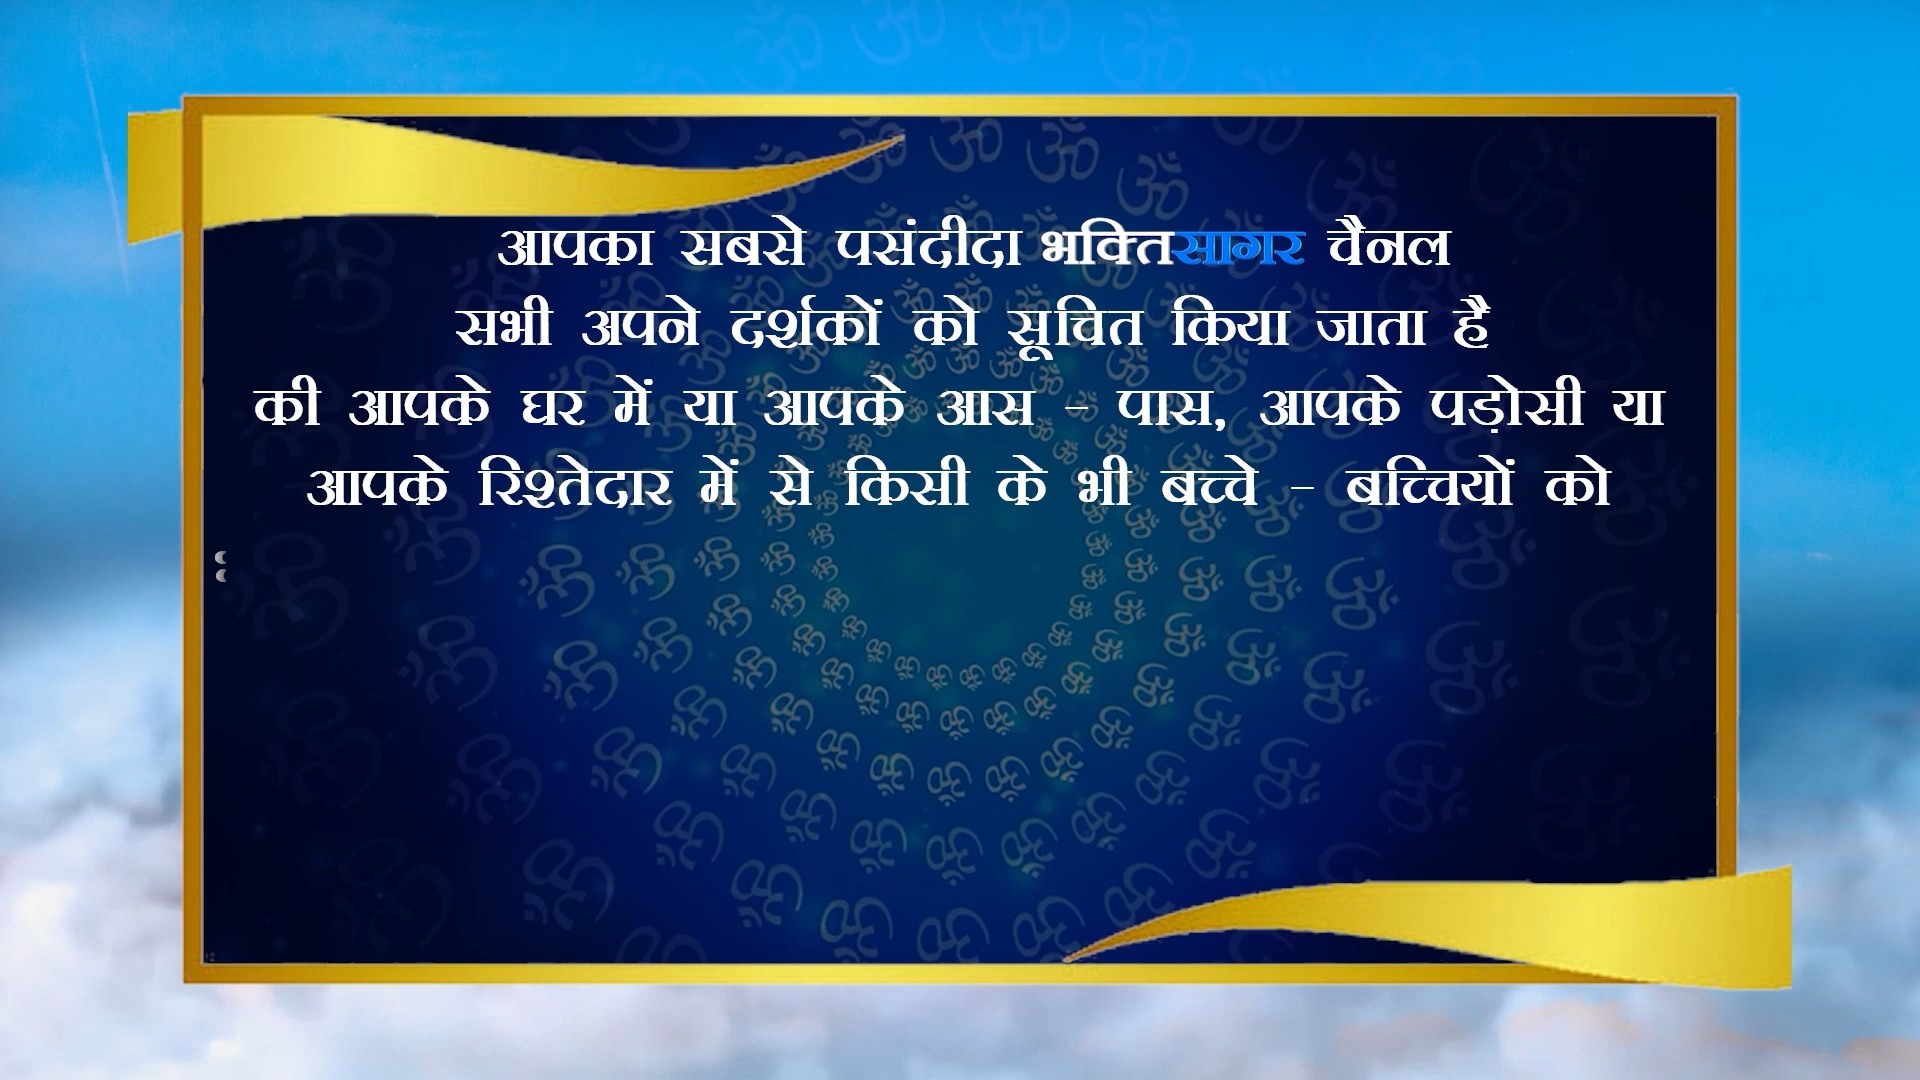 आपका सबसे पसंदीदा भक्तिसागर चैनल
सभी अपने दर्शकों को सूचित किया जाता है
की आपके घर में या आपके आस - पास, आपके पड़ोसी या
आपके रिश्तेदार में से किसी के भी बच्चे - बच्चियों को